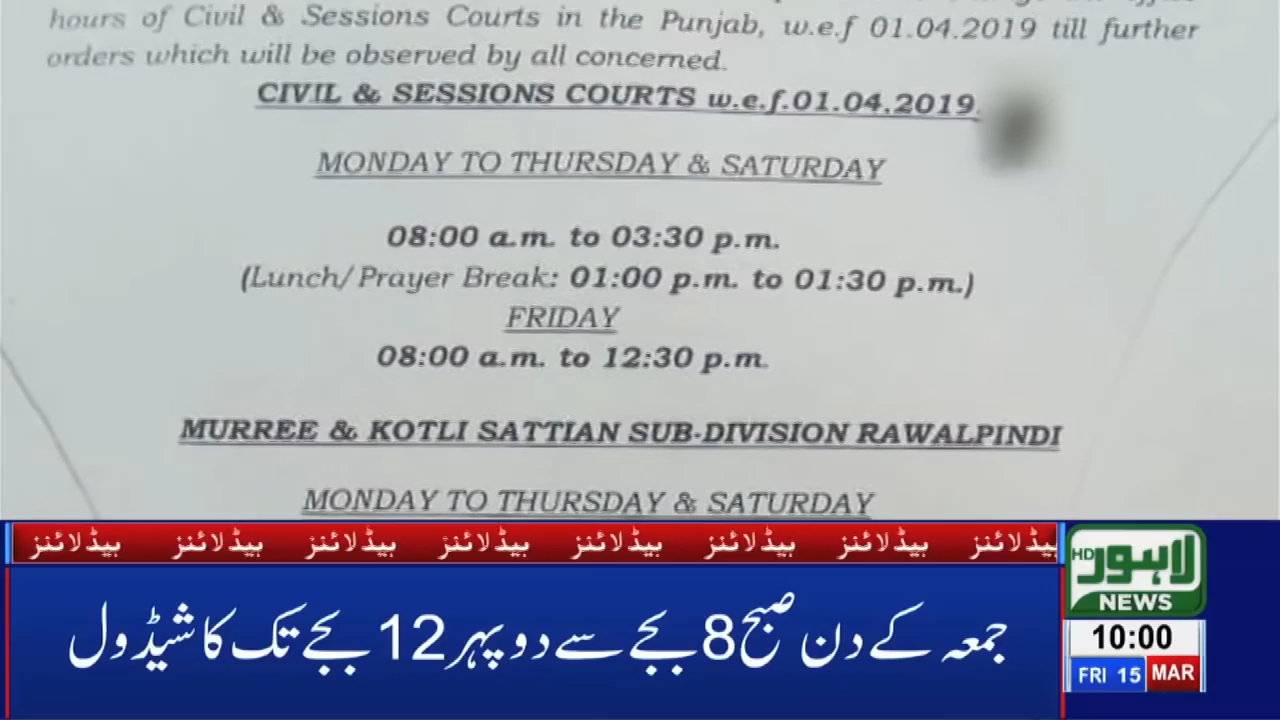 hours of Civil & Sessions Courts in the Punjab, w.e.f 01.04.2019 till further
orders which will be observed by all concerned.
CIVIL & SESSIONS COURTS w.e.f.01.04.2019.
MONDAY TO THURSDAY & SATURDAY
08:00 a.m. to 03:30 p.m.
(Lunch/Prayer Break: 01:00 p.m. to 01:30 p.m.)
FRIDAY
08:00 a.m. to 12:30 p.m.
MURREE & KOTLI SATTIAN SUB-DIVISION RAWALPINDI
MONDAY TO THURSDAY & SATURDAY
ہیڈلائنز ہیڈلائنز ہیڈلائنز ہیڈلائنز ہیڈلائنز ہیڈلائنز ہیڈلائنز ہیڈلائنز
جمعہ کے دن صبح 8 بجے سے دوپہر 12 بجے تک کا شیڈول
لاہور HD
NEWS
10:00
FRI 15 MAR